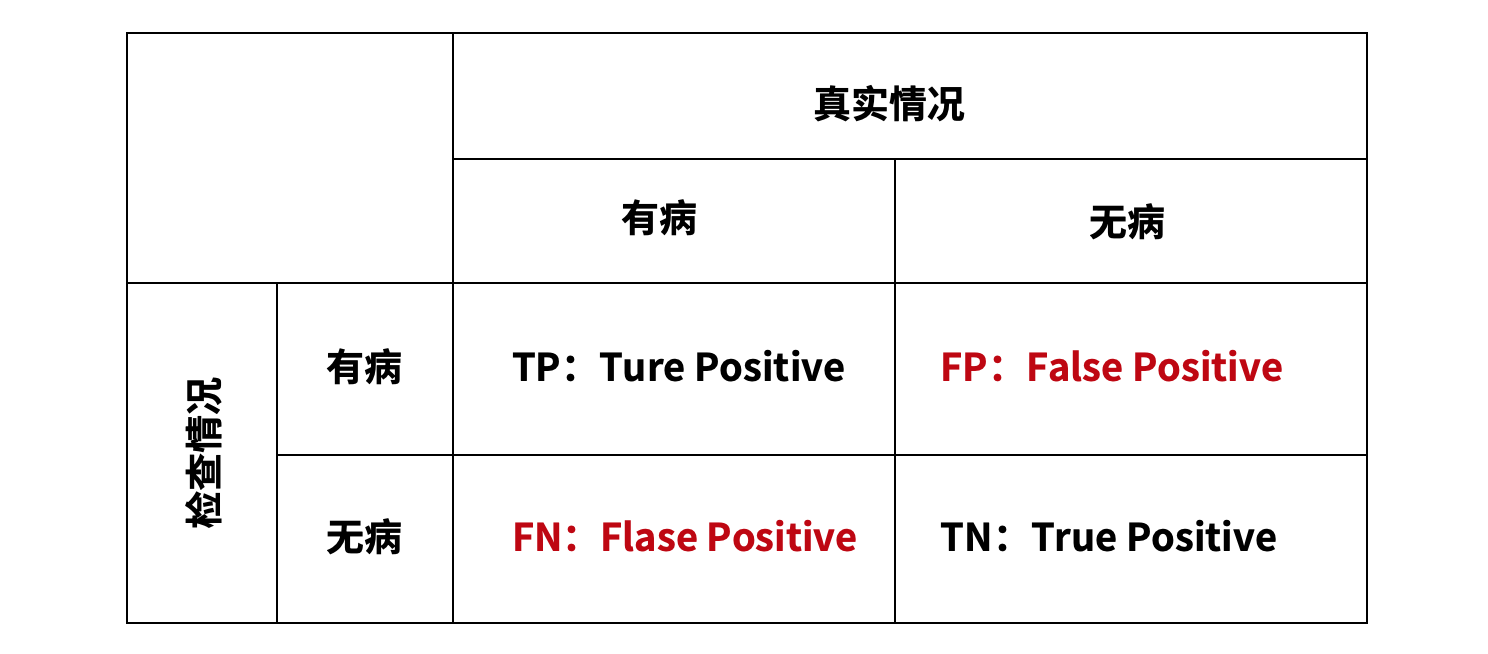 真实情况
有病
无病
检查情况
有病
TP：Ture Positive
FP：False Positive
无病
FN：Flase Positive
TN：True Positive